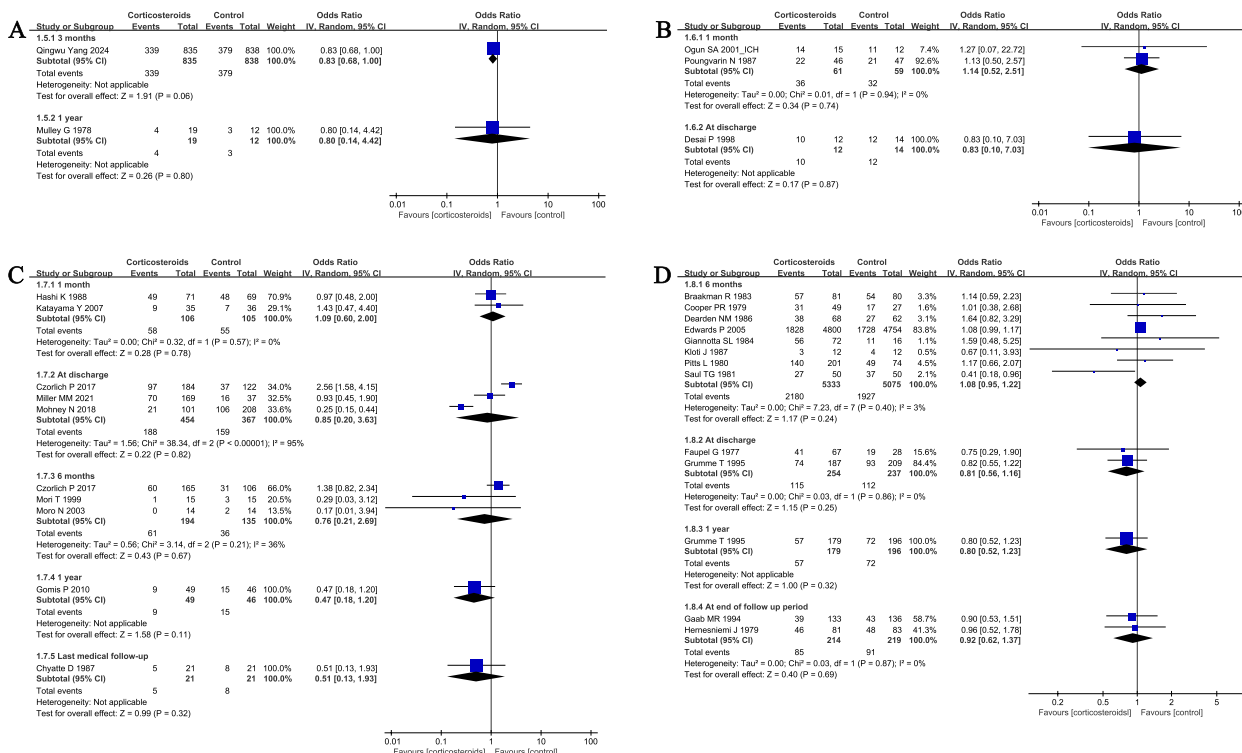 A
Corticosteroids Control Odds Ratio Odds Ratio
Study or Subgroup Events Total Events Total Weight IV, Random, 95% CI IV, Random, 95% CI
1.5.1 3 months
Qingwu Yang 2024 339 835 379 838 100.0% 0.83 [0.68, 1.00]
Subtotal (95% CI) 835 838 100.0% 0.83 [0.68, 1.00]
Total events 339 379
Heterogeneity: Not applicable
Test for overall effect: Z = 1.91 (P = 0.06)
1.5.2 1 year
Mulley G 1978 4 19 3 12 100.0% 0.80 [0.14, 4.42]
Subtotal (95% CI) 19 12 100.0% 0.80 [0.14, 4.42]
Total events 4 3
Heterogeneity: Not applicable
Test for overall effect: Z = 0.26 (P = 0.80)
0.01 0.1 1 10 100
Favours [corticosteroids] Favours [control]
B
Corticosteroids Control Odds Ratio Odds Ratio
Study or Subgroup Events Total Events Total Weight IV, Random, 95% CI IV, Random, 95% CI
1.6.1 1 month
Ogun SA 2001_ICH 14 15 11 12 7.4% 1.27 [0.07, 22.72]
Poungvarin N 1987 22 46 21 47 92.6% 1.13 [0.50, 2.57]
Subtotal (95% CI) 61 59 100.0% 1.14 [0.52, 2.51]
Total events 36 32
Heterogeneity: Tau² = 0.00; Chi² = 0.01, df = 1 (P = 0.94); I² = 0%
Test for overall effect: Z = 0.34 (P = 0.74)
1.6.2 At discharge
Desai P 1998 10 12 12 14 100.0% 0.83 [0.10, 7.03]
Subtotal (95% CI) 12 14 100.0% 0.83 [0.10, 7.03]
Total events 10 12
Heterogeneity: Not applicable
Test for overall effect: Z = 0.17 (P = 0.87)
0.01 0.1 1 10 100
Favours [corticosteroids] Favours [control]
C
Corticosteroids Control Odds Ratio Odds Ratio
Study or Subgroup Events Total Events Total Weight IV, Random, 95% CI IV, Random, 95% CI
1.7.1 1 month
Hashi K 1988 49 71 48 69 70.9% 0.97 [0.48, 2.00]
Katayama Y 2007 9 35 7 36 29.1% 1.43 [0.47, 4.40]
Subtotal (95% CI) 106 105 100.0% 1.09 [0.60, 2.00]
Total events 58 55
Heterogeneity: Tau² = 0.00; Chi² = 0.32, df = 1 (P = 0.57); I² = 0%
Test for overall effect: Z = 0.28 (P = 0.78)
1.7.2 At discharge
Czorlich P 2017 97 184 37 122 34.0% 2.56 [1.58, 4.15]
Miller MM 2021 70 169 16 37 32.5% 0.93 [0.45, 1.90]
Mohney N 2018 21 101 106 208 33.6% 0.25 [0.15, 0.44]
Subtotal (95% CI) 454 367 100.0% 0.85 [0.20, 3.63]
Total events 188 159
Heterogeneity: Tau² = 1.56; Chi² = 38.34, df = 2 (P < 0.00001); I² = 95%
Test for overall effect: Z = 0.22 (P = 0.82)
1.7.3 6 months
Czorlich P 2017 60 165 31 106 66.0% 1.38 [0.82, 2.34]
Mori T 1999 1 15 3 15 20.5% 0.29 [0.03, 3.12]
Moro N 2003 0 14 2 14 13.4% 0.17 [0.01, 3.94]
Subtotal (95% CI) 194 135 100.0% 0.76 [0.21, 2.69]
Total events 61 36
Heterogeneity: Tau² = 0.56; Chi² = 3.14, df = 2 (P = 0.21); I² = 36%
Test for overall effect: Z = 0.43 (P = 0.67)
1.7.4 1 year
Gomis P 2010 9 49 15 46 100.0% 0.47 [0.18, 1.20]
Subtotal (95% CI) 49 46 100.0% 0.47 [0.18, 1.20]
Total events 9 15
Heterogeneity: Not applicable
Test for overall effect: Z = 1.58 (P = 0.11)
1.7.5 Last medical follow-up
Chyatte D 1987 5 21 8 21 100.0% 0.51 [0.13, 1.93]
Subtotal (95% CI) 21 21 100.0% 0.51 [0.13, 1.93]
Total events 5 8
Heterogeneity: Not applicable
Test for overall effect: Z = 0.99 (P = 0.32)
0.01 0.1 1 10 100
Favours [corticosteroids] Favours [control]
D
Corticosteroids Control Odds Ratio Odds Ratio
Study or Subgroup Events Total Events Total Weight IV, Random, 95% CI IV, Random, 95% CI
1.8.1 6 months
Braakman R 1983 57 81 54 80 3.3% 1.14 [0.59, 2.23]
Cooper PR 1979 31 49 17 27 1.6% 1.01 [0.38, 2.68]
Dearden NM 1986 38 68 27 62 3.1% 1.64 [0.82, 3.29]
Edwards P 2005 1828 4800 1728 4754 83.8% 1.08 [0.99, 1.17]
Giannotta SL 1984 56 72 11 16 1.2% 1.59 [0.48, 5.25]
Kloti J 1987 3 12 4 12 0.5% 0.67 [0.11, 3.93]
Pitts L 1980 140 201 49 74 4.5% 1.17 [0.66, 2.07]
Saul TG 1981 27 50 37 50 2.1% 0.41 [0.18, 0.96]
Subtotal (95% CI) 5333 5075 100.0% 1.08 [0.95, 1.22]
Total events 2180 1927
Heterogeneity: Tau² = 0.00; Chi² = 7.23, df = 7 (P = 0.40); I² = 3%
Test for overall effect: Z = 1.17 (P = 0.24)
1.8.2 At discharge
Faupel G 1977 41 67 19 28 15.6% 0.75 [0.29, 1.90]
Grumme T 1995 74 187 93 209 84.4% 0.82 [0.55, 1.22]
Subtotal (95% CI) 254 237 100.0% 0.81 [0.56, 1.16]
Total events 115 112
Heterogeneity: Tau² = 0.00; Chi² = 0.03, df = 1 (P = 0.86); I² = 0%
Test for overall effect: Z = 1.15 (P = 0.25)
1.8.3 1 year
Grumme T 1995 57 179 72 196 100.0% 0.80 [0.52, 1.23]
Subtotal (95% CI) 179 196 100.0% 0.80 [0.52, 1.23]
Total events 57 72
Heterogeneity: Not applicable
Test for overall effect: Z = 1.00 (P = 0.32)
1.8.4 At end of follow up period
Gaab MR 1994 39 133 43 136 58.7% 0.90 [0.53, 1.51]
Hernesniemi J 1979 46 81 48 83 41.3% 0.96 [0.52, 1.78]
Subtotal (95% CI) 214 219 100.0% 0.92 [0.62, 1.37]
Total events 85 91
Heterogeneity: Tau² = 0.00; Chi² = 0.03, df = 1 (P = 0.87); I² = 0%
Test for overall effect: Z = 0.40 (P = 0.69)
0.2 0.5 1 2 5
Favours [corticosteroids] Favours [control]